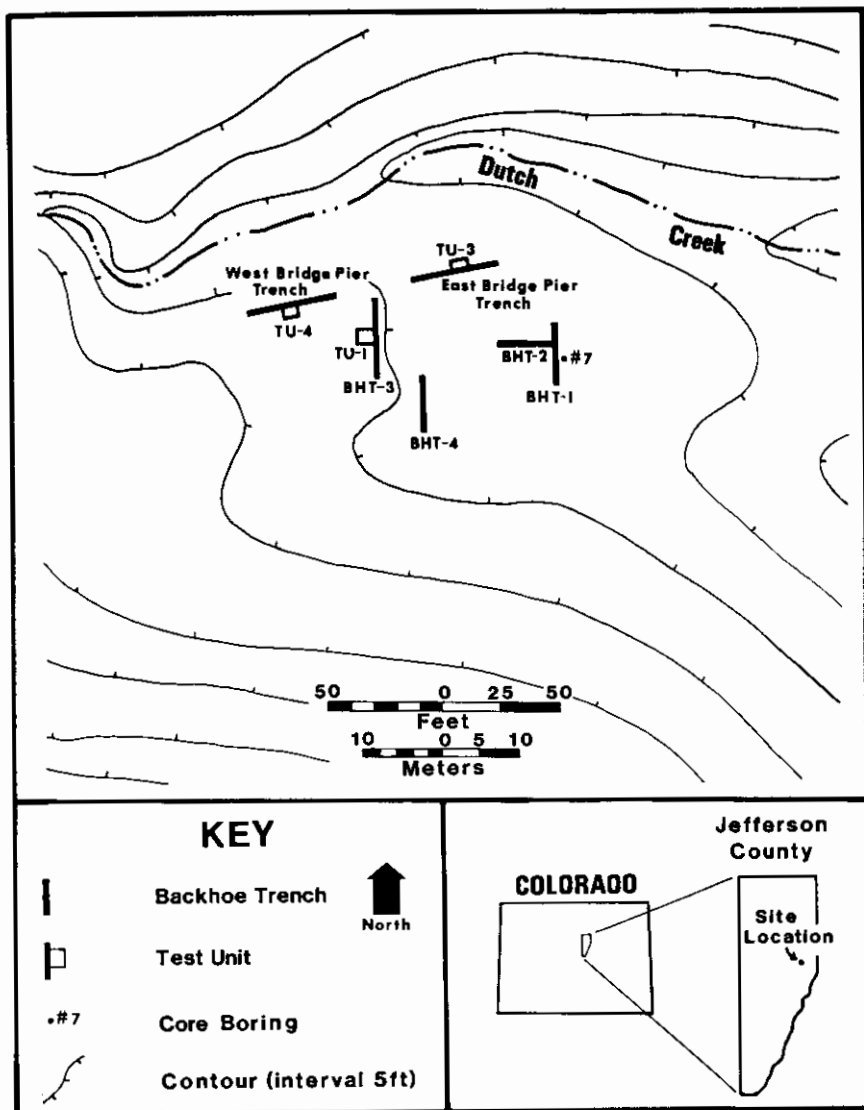 Dutch
Creek
TU-3
West Bridge Pier
Trench
East Bridge Pier
Trench
TU-4
TU-1
BHT-2
#7
BHT-3
BHT-1
BHT-4
50 0 25 50
Feet
10 0 5 10
Meters
KEY
Backhoe Trench
North
Test Unit
#7
Core Boring
Contour (interval 5ft)
Jefferson
County
COLORADO
Site
Location